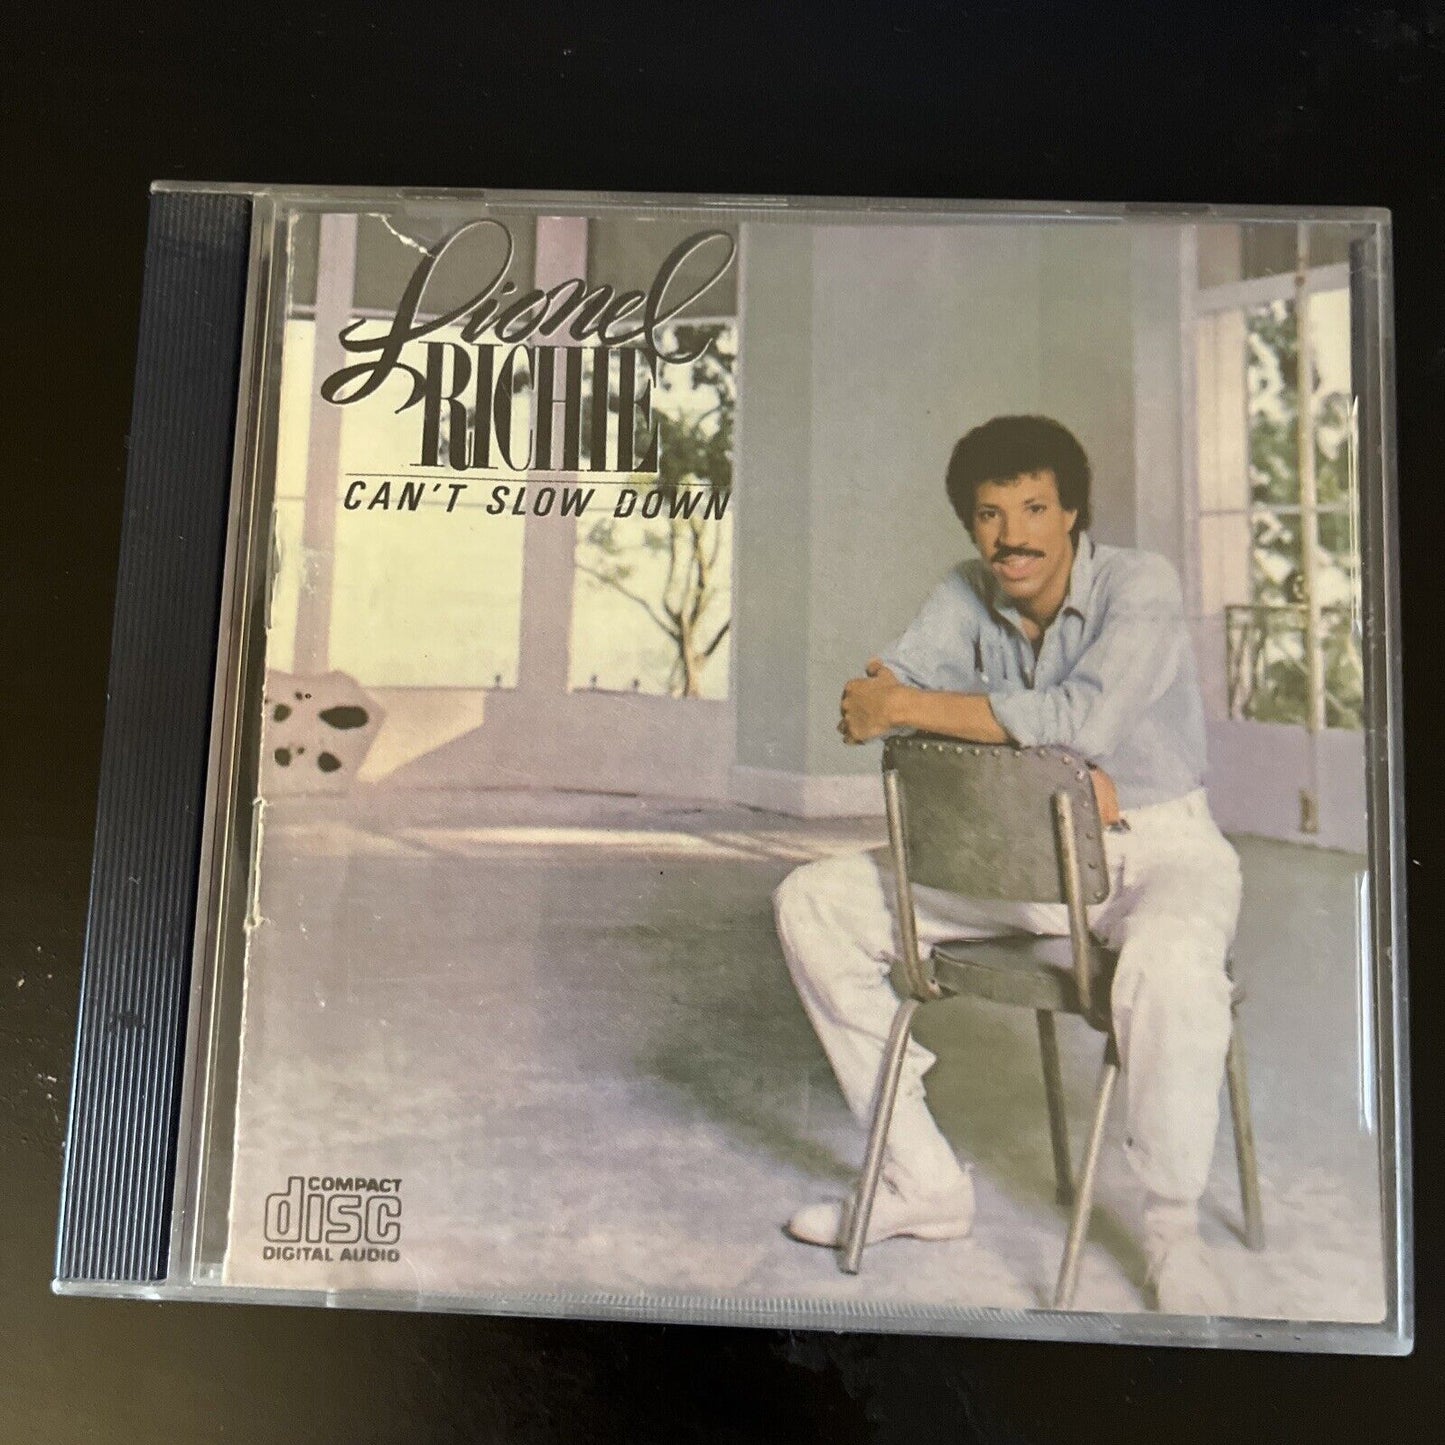 Lionel
RICHIE
CAN'T SLOW DOWN
COMPACT
disc
DIGITAL AUDIO